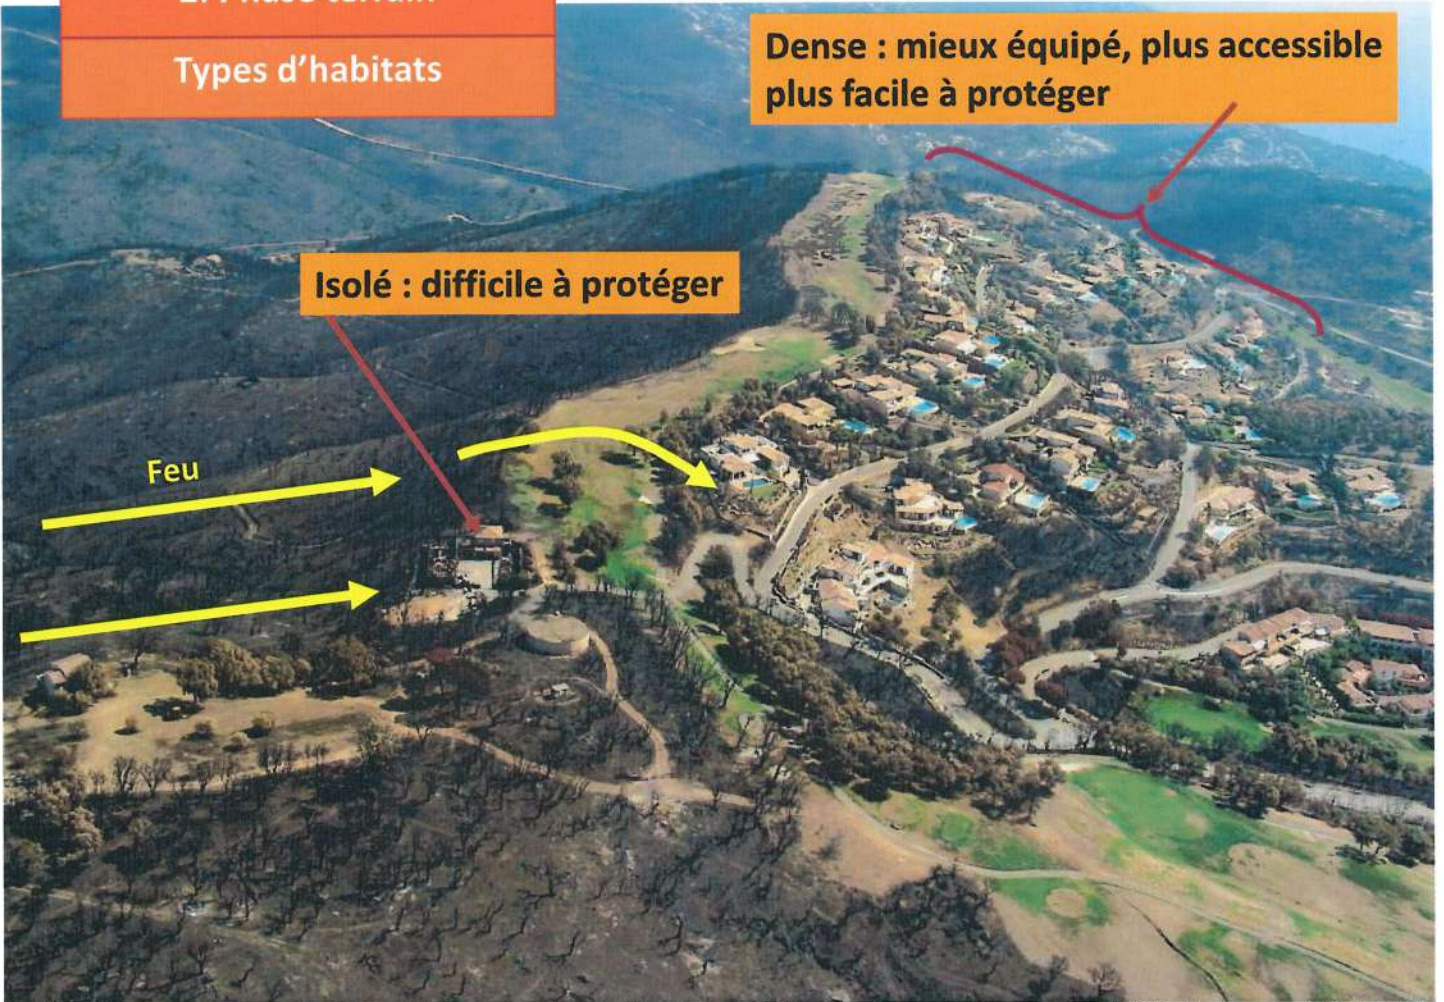 Types d'habitats
Dense : mieux équipé, plus accessible
plus facile à protéger
Isolé : difficile à protéger
Feu